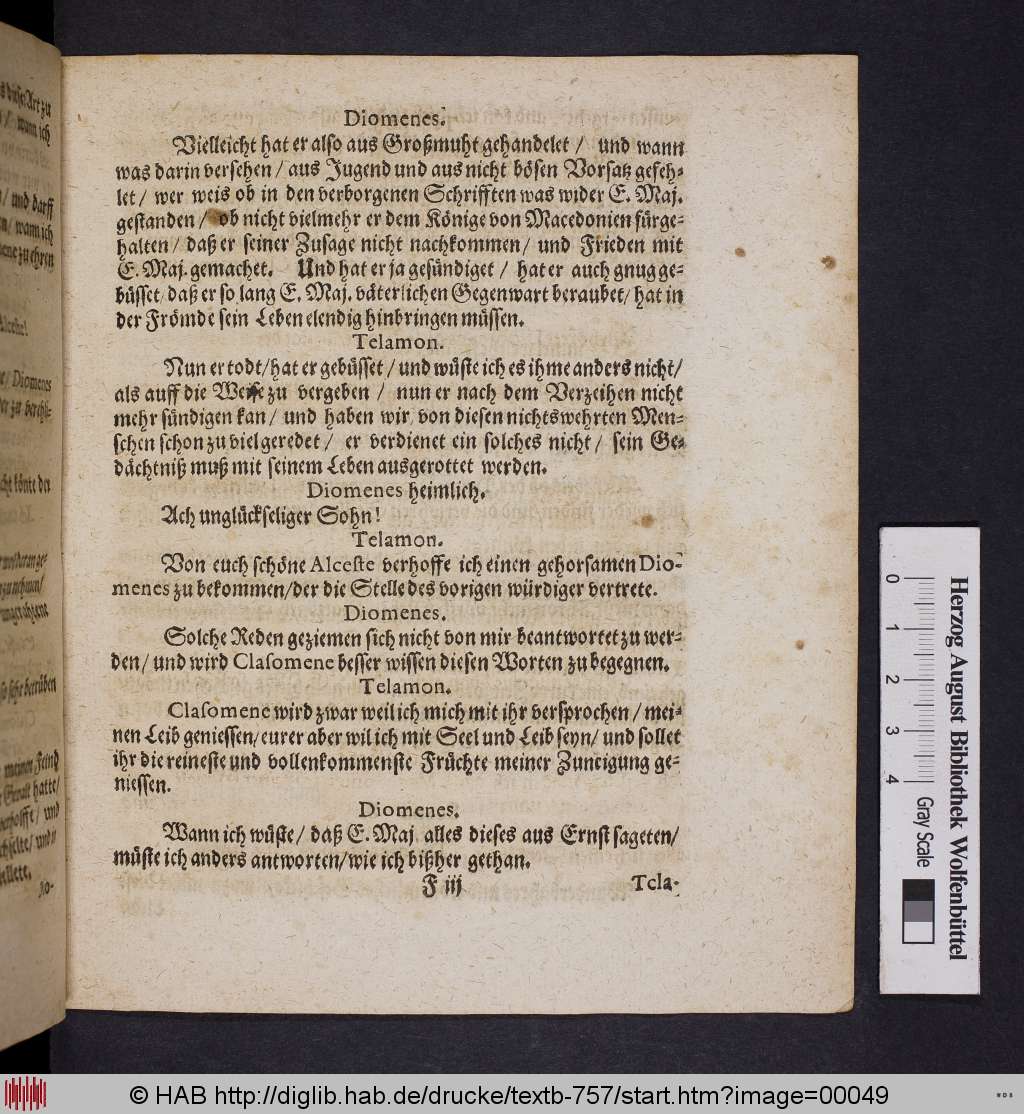 Diomenes.
Vielleicht hat er also aus Großmuht gehandelet / und wann
was darin versehen / aus Jugend und aus nicht bösen Vorsatz gefeh-
let / wer weis ob in den verborgenen Schrifften was wider E. Maj.
gestanden / ob nicht vielmehr er dem Könige von Macedonien fürge-
halten / daß er seiner Zusage nicht nachkommen / und Frieden mit
E. Maj. gemachet. Und hat er ja gesündiget / hat er auch gnug ge-
büsset / daß er so lang E. Maj. väterlichen Gegenwart beraubet / hat in
der Frömde sein Leben elendig hinbringen müssen.
Telamon.
Nun er todt / hat er gebüsset / und wüste ich es ihme anders nicht /
als auff die Weise zu vergeben / nun er nach dem Verzeihen nicht
mehr sündigen kan / und haben wir von diesen nichtswehrten Men-
schen schon zu viel geredet / er verdienet ein solches nicht / sein Ge-
dächtniß muß mit seinem Leben ausgerottet werden.
Diomenes heimlich.
Ach unglückseliger Sohn!
Telamon.
Von euch schöne Alceste verhoffe ich einen gehorsamen Dio-
menes zu bekommen / der die Stelle des vorigen würdiger vertrete.
Diomenes.
Solche Reden geziemen sich nicht von mir beantwortet zu wer-
den / und wird Clasomene besser wissen diesen Worten zu begegnen.
Telamon.
Clasomene wird zwar weil ich mich mit ihr versprochen / mei-
nen Leib geniessen / eurer aber wil ich mit Seel und Leib seyn / und sollet
ihr die reineste und vollenkommenste Früchte meiner Zuneigung ge-
niessen.
Diomenes.
Wann ich wüste / daß E. Maj. alles dieses aus Ernst sageten /
müste ich anders antworten / wie ich bißher gethan.
F iij Tela-
0 1 2 3 4
Gray Scale
Herzog August Bibliothek Wolfenbüttel
© HAB http://diglib.hab.de/drucke/textb-757/start.htm?image=00049